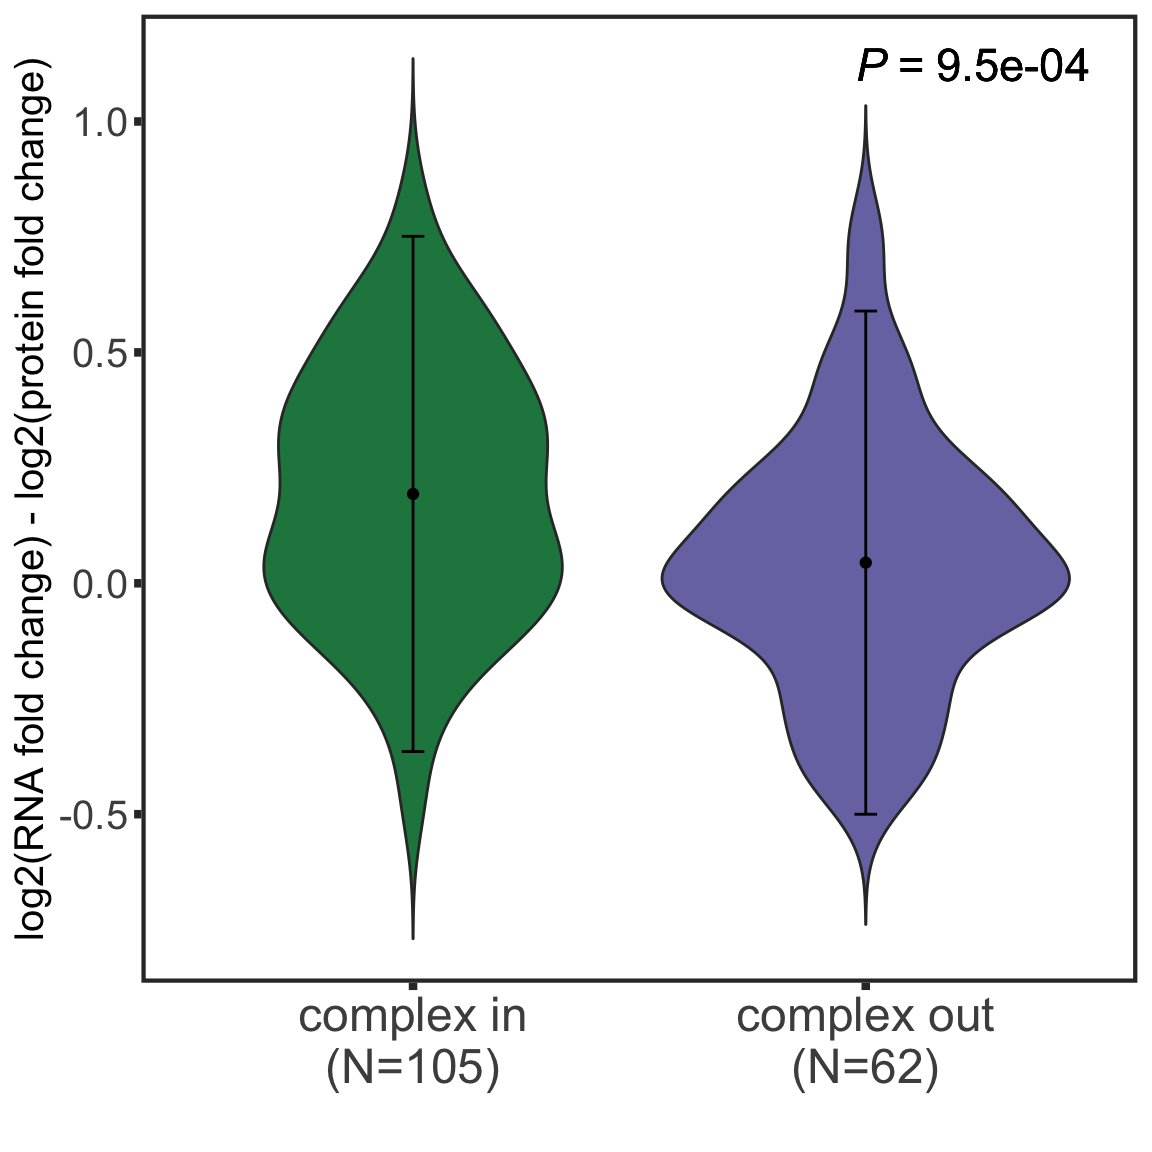 P = 9.5e-04
log2(RNA fold change) - log2(protein fold change)
1.0
0.5
0.0
-0.5
complex in
(N=105)
complex out
(N=62)